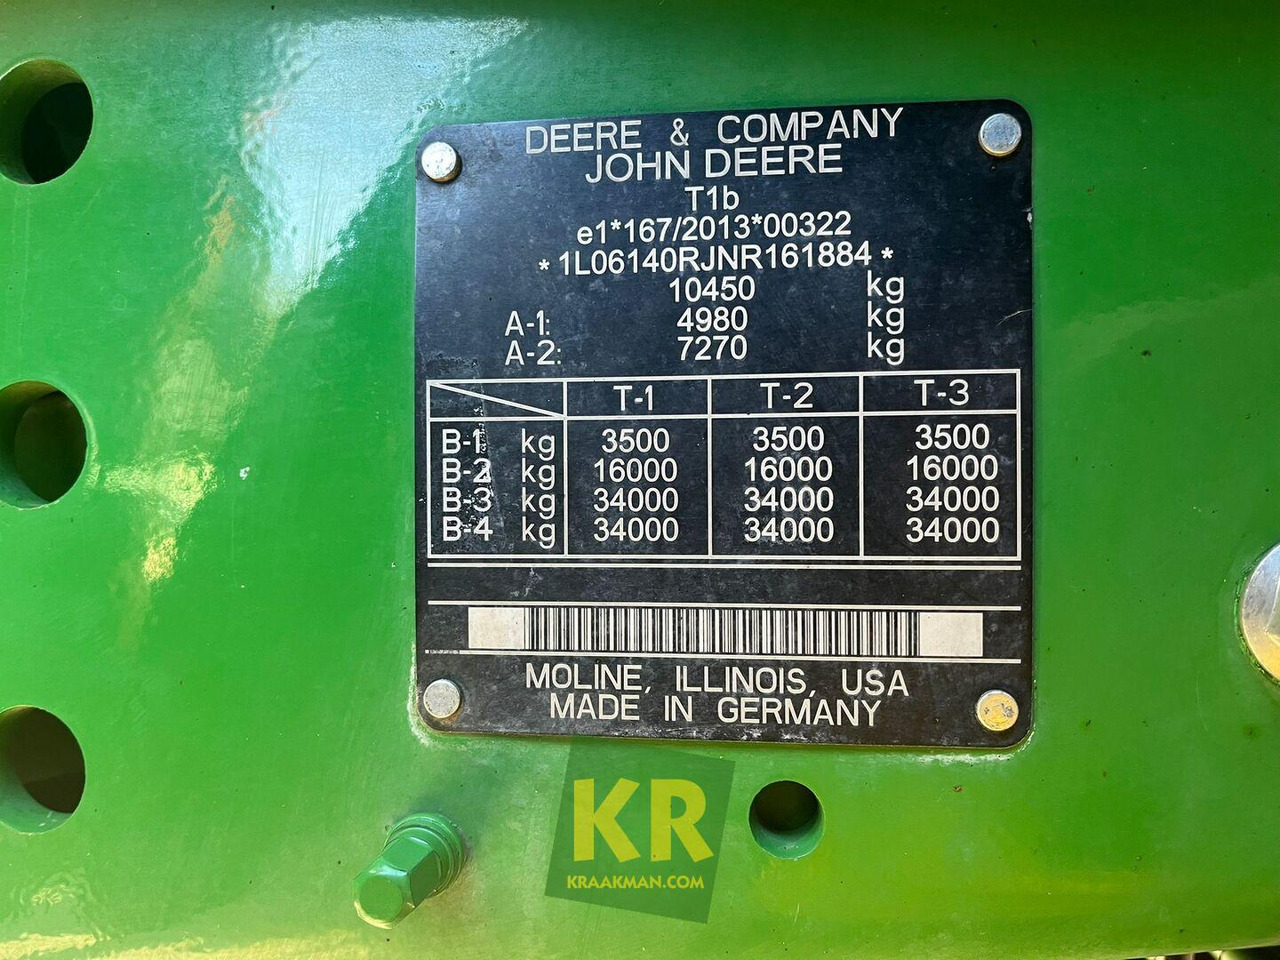 DEERE & COMPANY
JOHN DEERE
T1b
e1*167/2013*00322
*1L06140RJNR161884*
10450 kg
A-1: 4980 kg
A-2: 7270 kg
T-1 T-2 T-3
B-1 kg 3500 3500 3500
B-2 kg 16000 16000 16000
B-3 kg 34000 34000 34000
B-4 kg 34000 34000 34000
MOLINE, ILLINOIS, USA
MADE IN GERMANY
KR
KRAAKMAN.COM